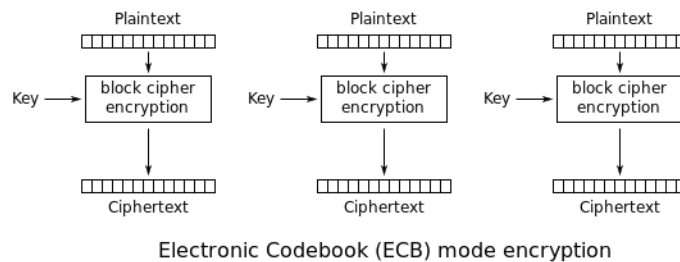 Plaintext Plaintext Plaintext
Key block cipher encryption Key block cipher encryption Key block cipher encryption
Ciphertext Ciphertext Ciphertext
Electronic Codebook (ECB) mode encryption